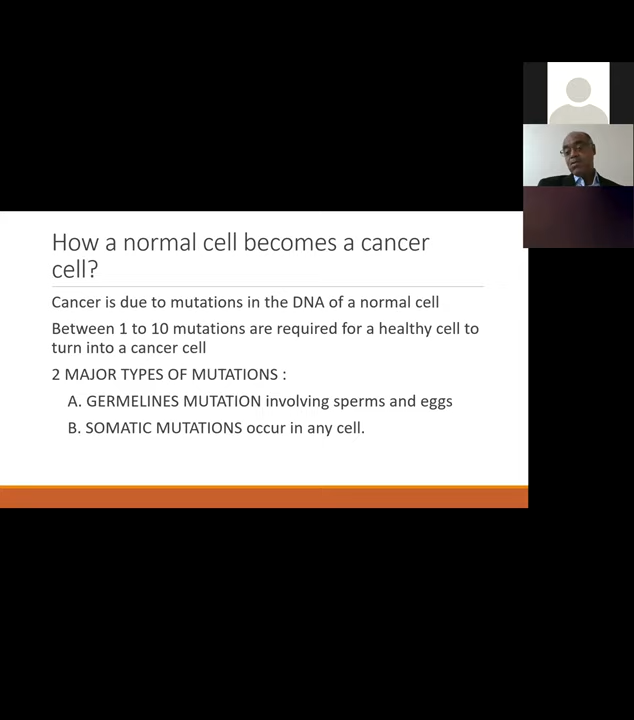 How a normal cell becomes a cancer
cell?
Cancer is due to mutations in the DNA of a normal cell
Between 1 to 10 mutations are required for a healthy cell to
turn into a cancer cell
2 MAJOR TYPES OF MUTATIONS :
A. GERMELINES MUTATION involving sperms and eggs
B. SOMATIC MUTATIONS occur in any cell.